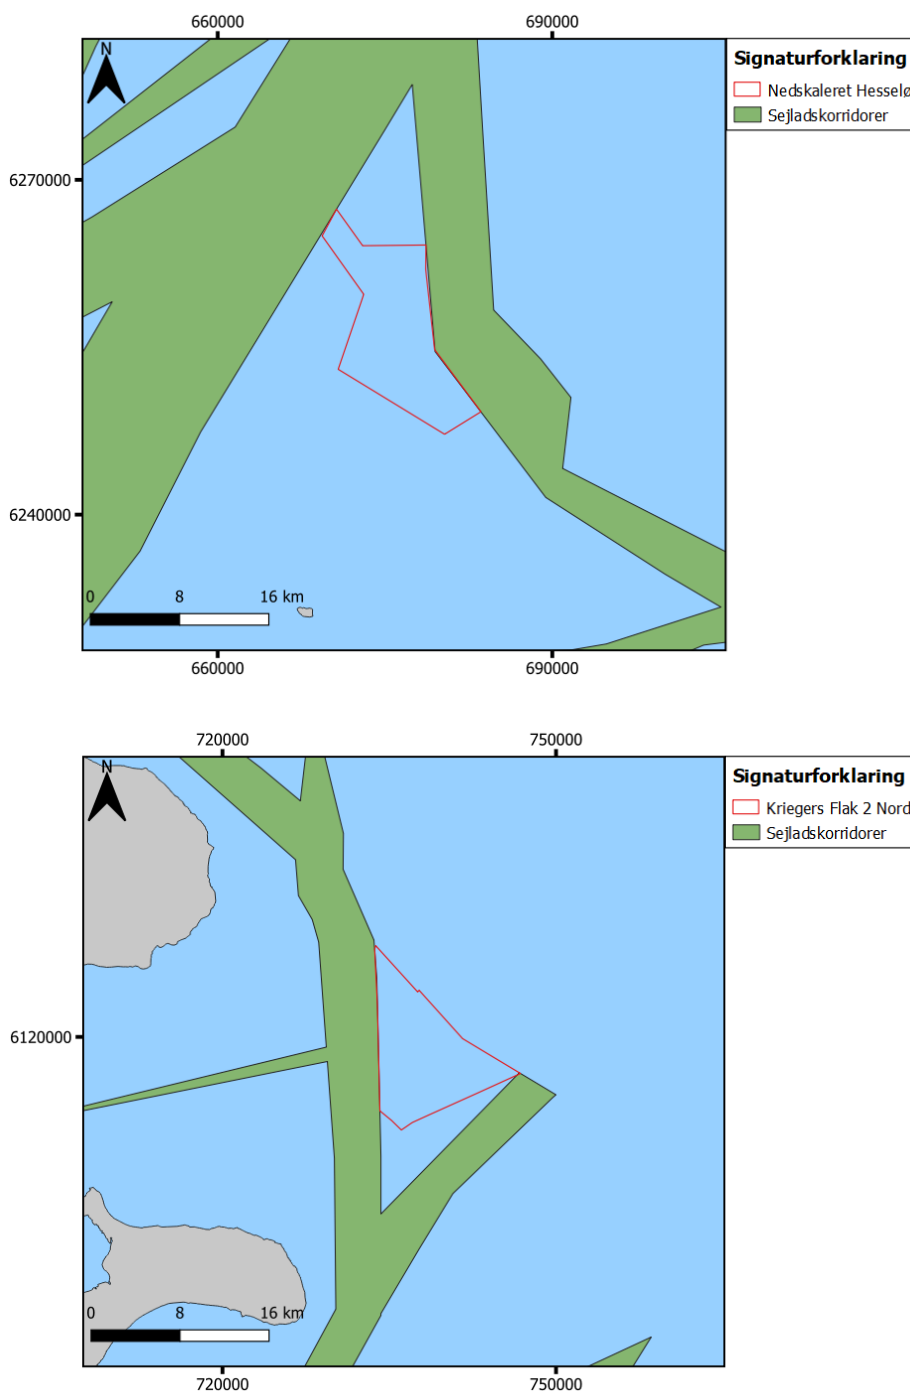 660000 690000
N
Signaturforklaring
Nedskaleret Hesselø
Sejladskorridorer
6270000
6240000
0 8 16 km
660000 690000
720000 750000
N
Signaturforklaring
Kriegers Flak 2 Nord
Sejladskorridorer
6120000
0 8 16 km
720000 750000